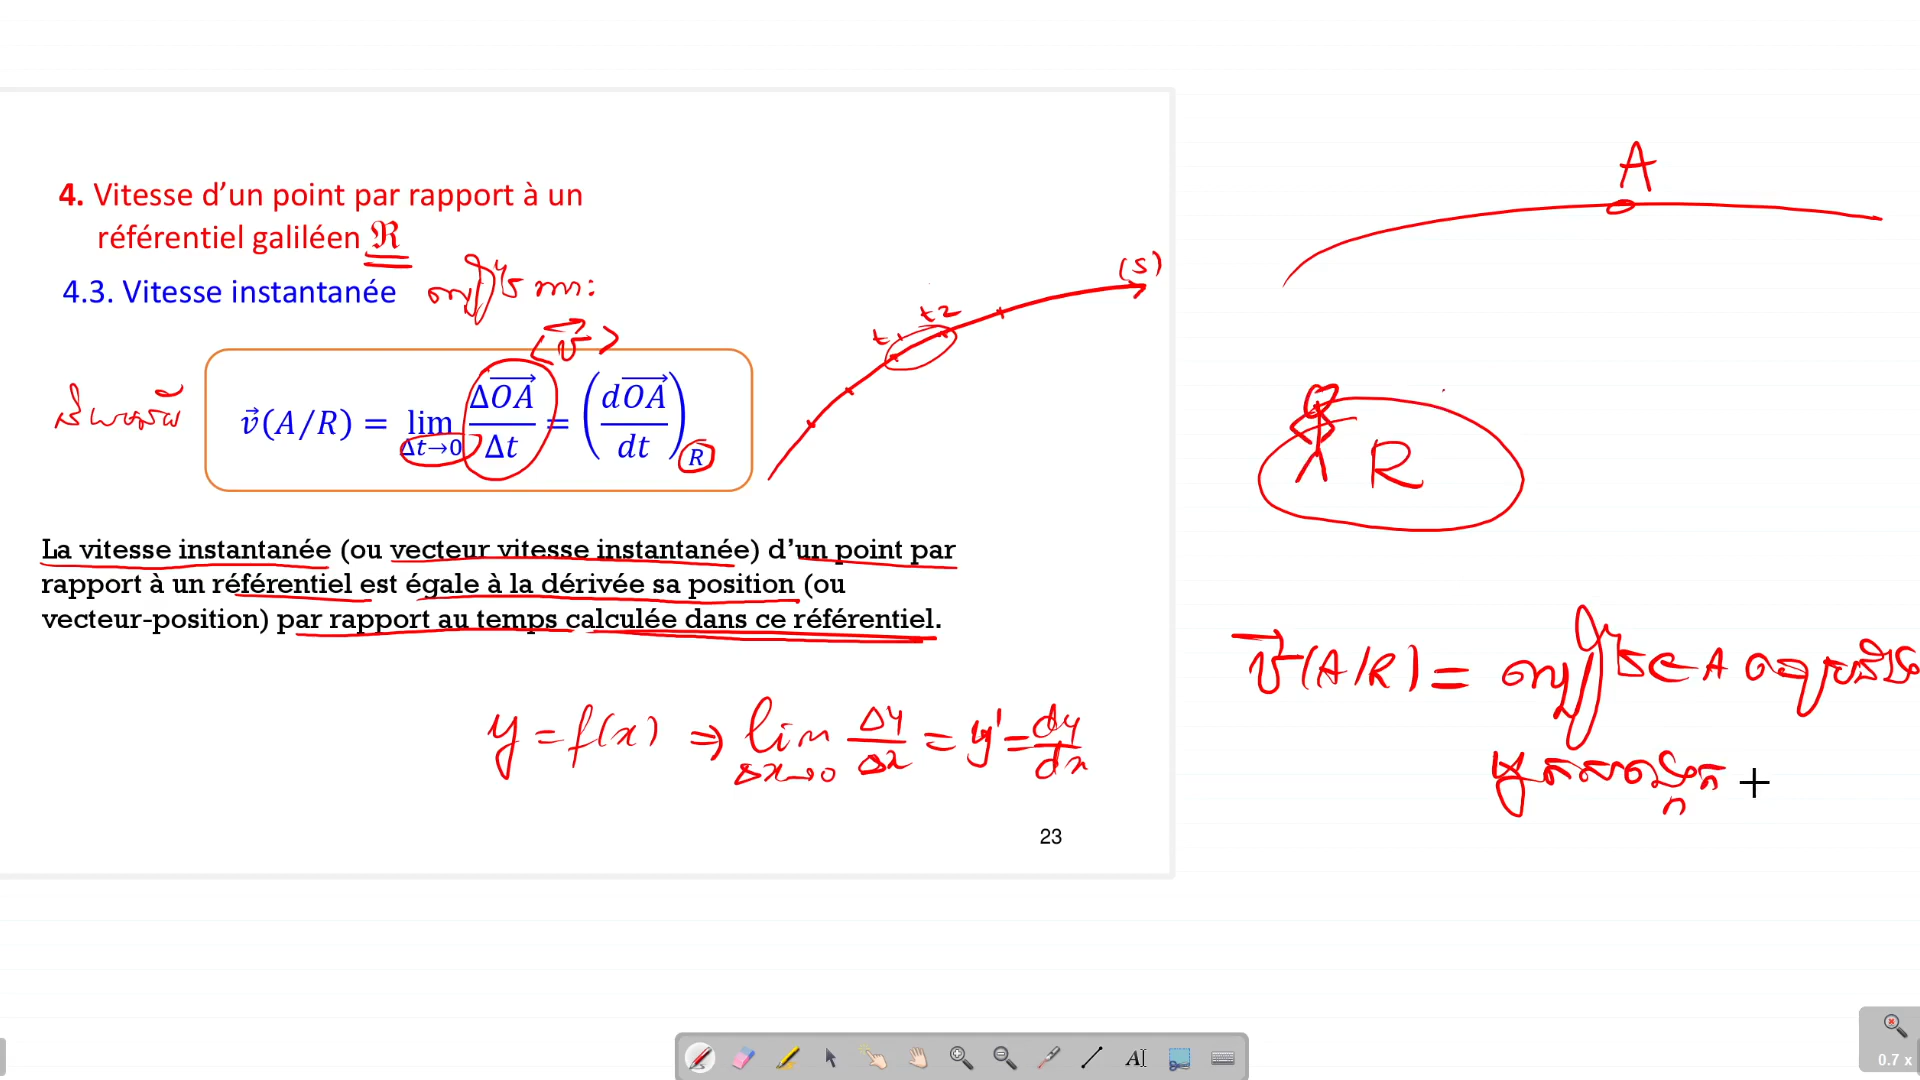 4. Vitesse d’un point par rapport à un
référentiel galiléen ℜ
4.3. Vitesse instantanée
(S)
t t2
<v⃗>
v⃗(A/R) = lim Δt→0 ΔOA⃗/Δt = (dOA⃗/dt) R
La vitesse instantanée (ou vecteur vitesse instantanée) d’un point par
rapport à un référentiel est égale à la dérivée sa position (ou
vecteur-position) par rapport au temps calculée dans ce référentiel.
y = f(x) ⇒ lim Δx→0 Δy/Δx = y' = dy/dx
23
A
R
v⃗(A/R) =
A
0.7 x